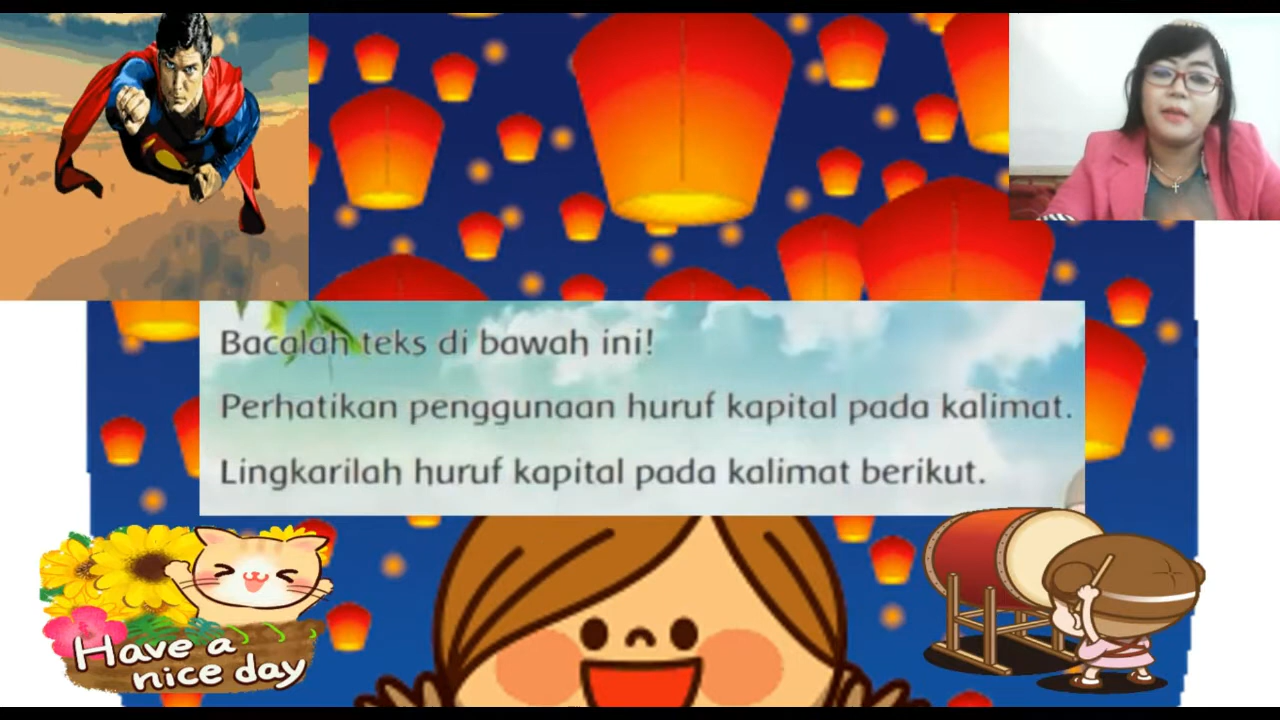 Bacalah teks di bawah ini!
Perhatikan penggunaan huruf kapital pada kalimat.
Lingkarilah huruf kapital pada kalimat berikut.
Have a
nice day